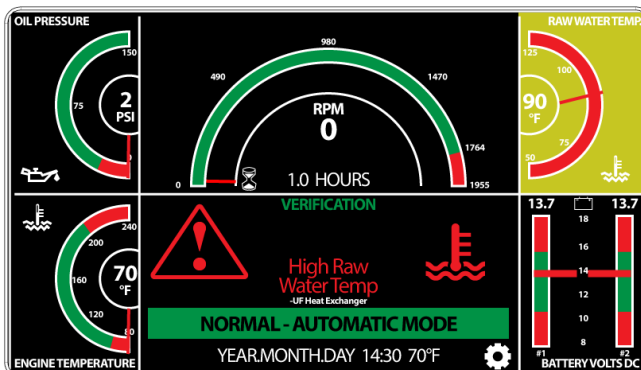 OIL PRESSURE
150
75
0
2
PSI
980
490
1470
1764
0
1955
RPM
0
1.0 HOURS
RAW WATER TEMP.
125
100
75
50
90
°F
240
200
160
120
80
70
°F
ENGINE TEMPERATURE
VERIFICATION
High Raw
Water Temp
-UF Heat Exchanger
NORMAL - AUTOMATIC MODE
YEAR.MONTH.DAY 14:30 70°F
13.7 13.7
18
16
14
12
10
8
#1 #2
BATTERY VOLTS DC